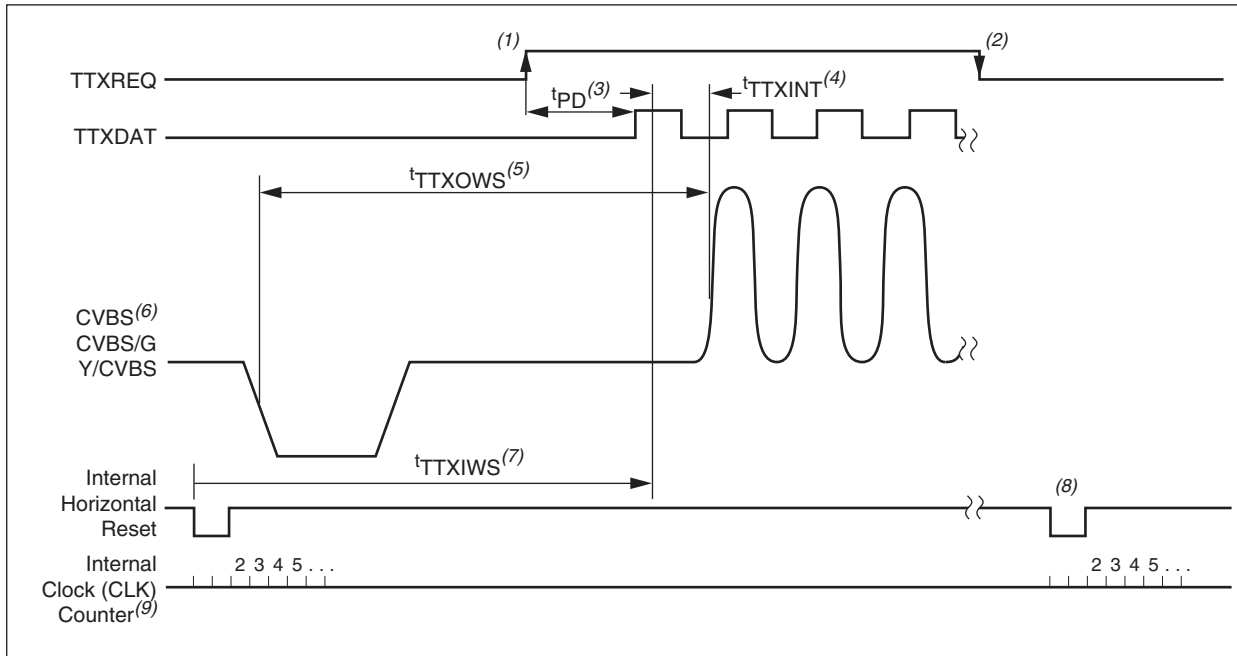 (1)
(2)
TTXREQ
tPD(3)
tTTXINT(4)
TTXDAT
tTTXOWS(5)
CVBS(6)
CVBS/G
Y/CVBS
tTTXIWS(7)
Internal
Horizontal
Reset
(8)
Internal
Clock (CLK)
Counter(9)
2 3 4 5 . . .
2 3 4 5 . . .